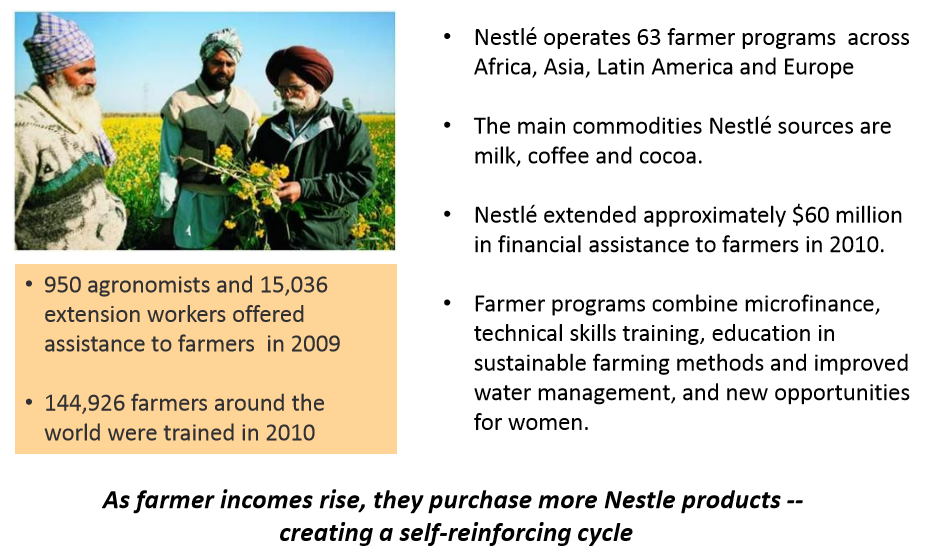 • 950 agronomists and 15,036
extension workers offered
assistance to farmers  in 2009
• 144,926 farmers around the
world were trained in 2010
• Nestlé operates 63 farmer programs  across
Africa, Asia, Latin America and Europe
• The main commodities Nestlé sources are
milk, coffee and cocoa.
• Nestlé extended approximately $60 million
in financial assistance to farmers in 2010.
• Farmer programs combine microfinance,
technical skills training, education in
sustainable farming methods and improved
water management, and new opportunities
for women.
As farmer incomes rise, they purchase more Nestle products --
creating a self-reinforcing cycle